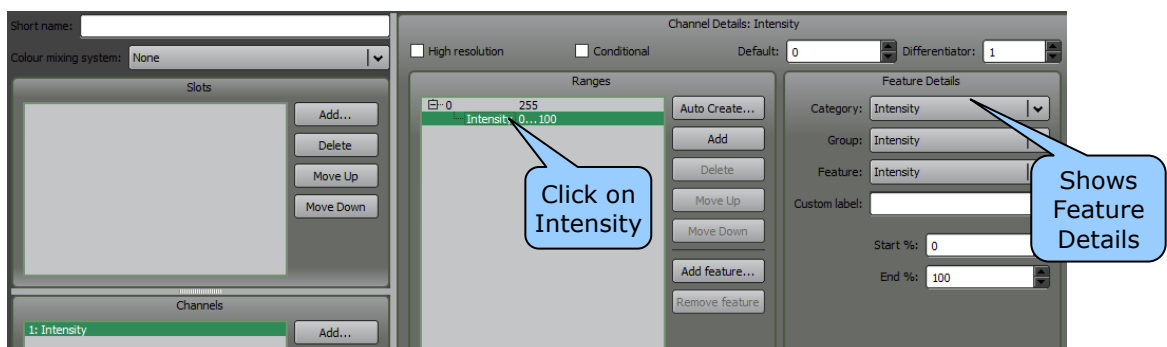 Short name:
Colour mixing system: None
Slots
Add...
Delete
Move Up
Move Down
Channels
1: Intensity
Add...
Channel Details: Intensity
High resolution Conditional Default: 0 Differentiator: 1
Ranges
0 255
Intensity 0...100
Auto Create...
Add
Delete
Move Up
Move Down
Add feature...
Remove feature
Click on
Intensity
Feature Details
Category: Intensity
Group: Intensity
Feature: Intensity
Custom label:
Start %: 0
End %: 100
Shows
Feature
Details